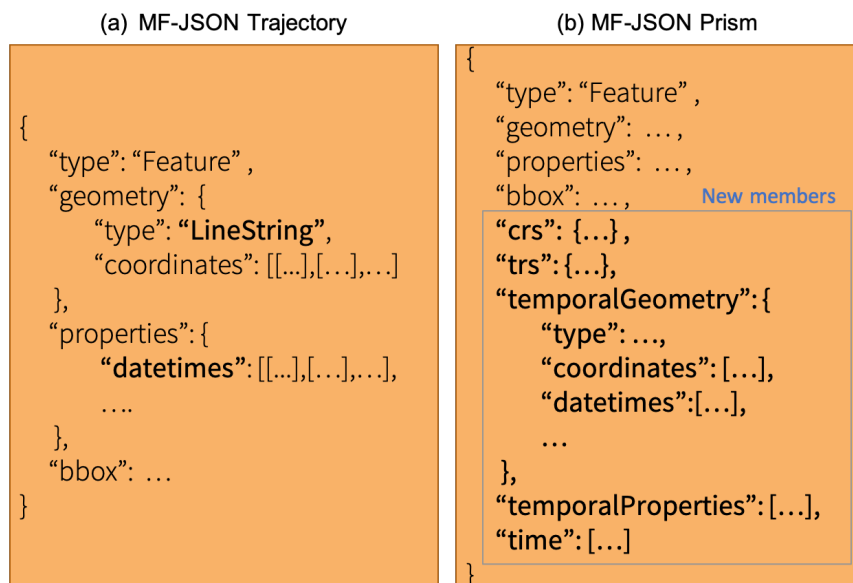 (a) MF-JSON Trajectory
{
“type”: “Feature” ,
“geometry”: {
“type”: “LineString”,
“coordinates”: [[...],[…],…]
},
“properties”: {
“datetimes”: [[...],[…],…],
….
},
“bbox”: …
}
(b) MF-JSON Prism
{
“type”: “Feature” ,
“geometry”: … ,
“properties”: … ,
“bbox”: … ,
New members
“crs”: {…} ,
“trs”: {…},
“temporalGeometry”: {
“type”: …,
“coordinates”: […],
“datetimes”:[…],
…
},
“temporalProperties”: […],
“time”: […]
}